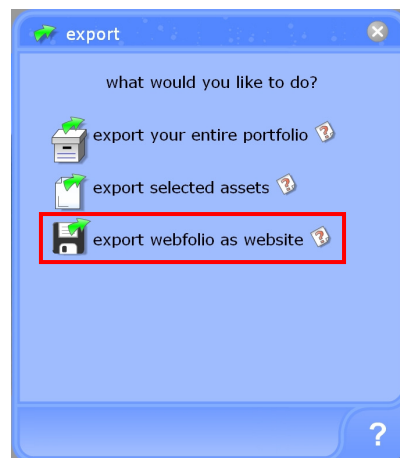 export
what would you like to do?
export your entire portfolio
export selected assets
export webfolio as website
?